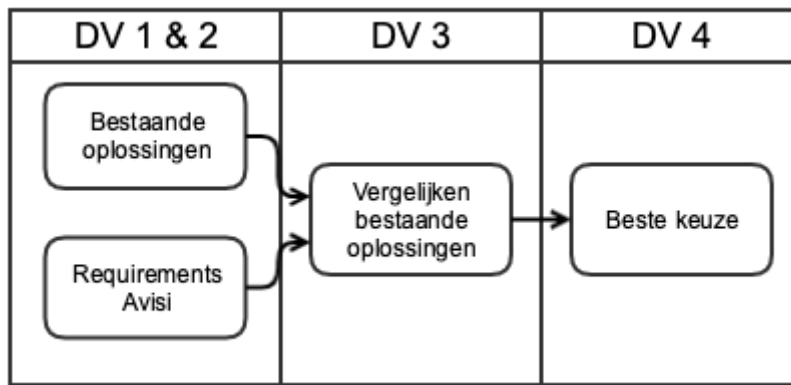 DV 1 & 2
DV 3
DV 4
Bestaande
oplossingen
Requirements
Avisi
Vergelijken
bestaande
oplossingen
Beste keuze